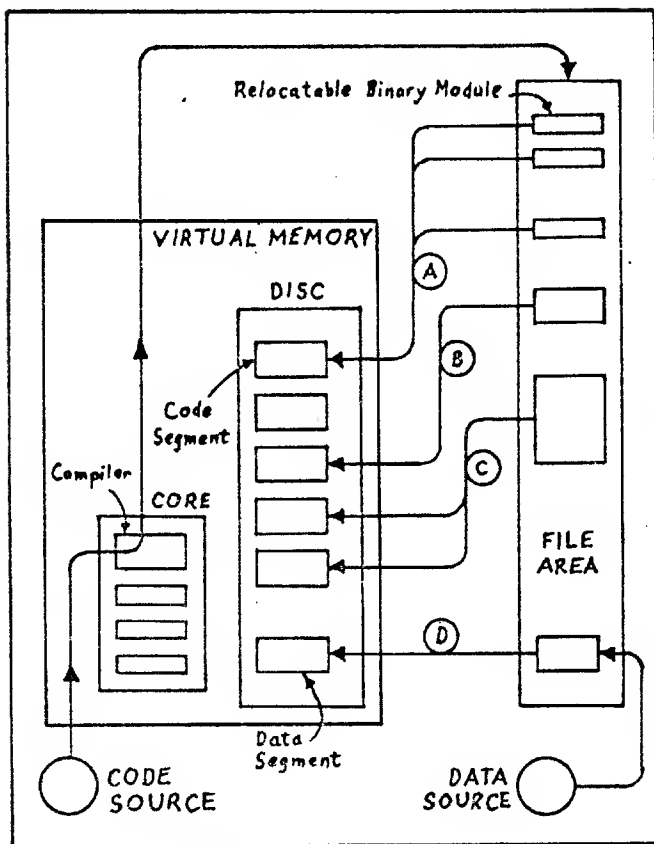 Relocatable Binary Module
VIRTUAL MEMORY
A
DISC
B
Code
Segment
C
Compiler
CORE
FILE
AREA
D
Data
Segment
CODE
SOURCE
DATA
SOURCE